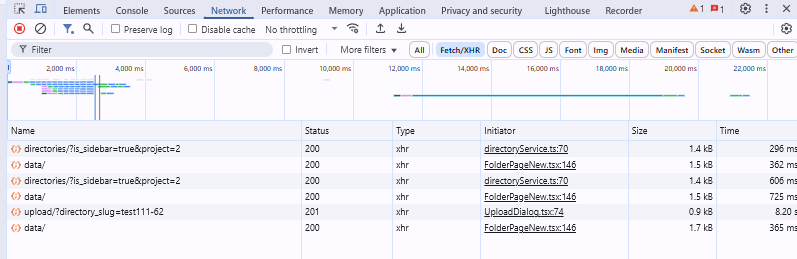 Elements Console Sources Network Performance Memory Application Privacy and security Lighthouse Recorder 1 1
Preserve log Disable cache No throttling
Filter Invert More filters All Fetch/XHR Doc CSS JS Font Img Media Manifest Socket Wasm Other
2,000 ms 4,000 ms 6,000 ms 8,000 ms 10,000 ms 12,000 ms 14,000 ms 16,000 ms 18,000 ms 20,000 ms 22,000 ms
Name Status Type Initiator Size Time
directories/?is_sidebar=true&project=2 200 xhr directoryService.ts:70 1.4 kB 296 ms
data/ 200 xhr FolderPageNew.tsx:146 1.5 kB 362 ms
directories/?is_sidebar=true&project=2 200 xhr directoryService.ts:70 1.4 kB 606 ms
data/ 200 xhr FolderPageNew.tsx:146 1.5 kB 725 ms
upload/?directory_slug=test111-62 201 xhr UploadDialog.tsx:74 0.9 kB 8.20 s
data/ 200 xhr FolderPageNew.tsx:146 1.7 kB 365 ms